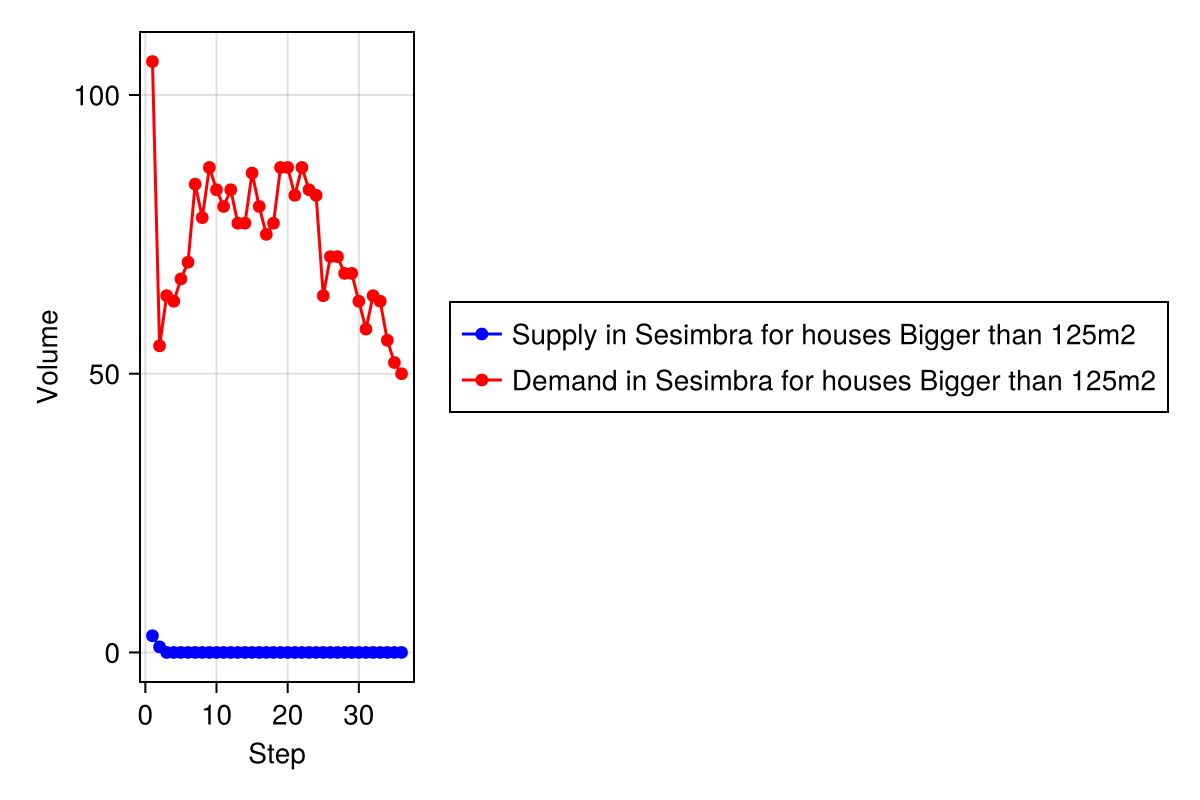 100
50
0
Volume
0 10 20 30
Step
Supply in Sesimbra for houses Bigger than 125m2
Demand in Sesimbra for houses Bigger than 125m2